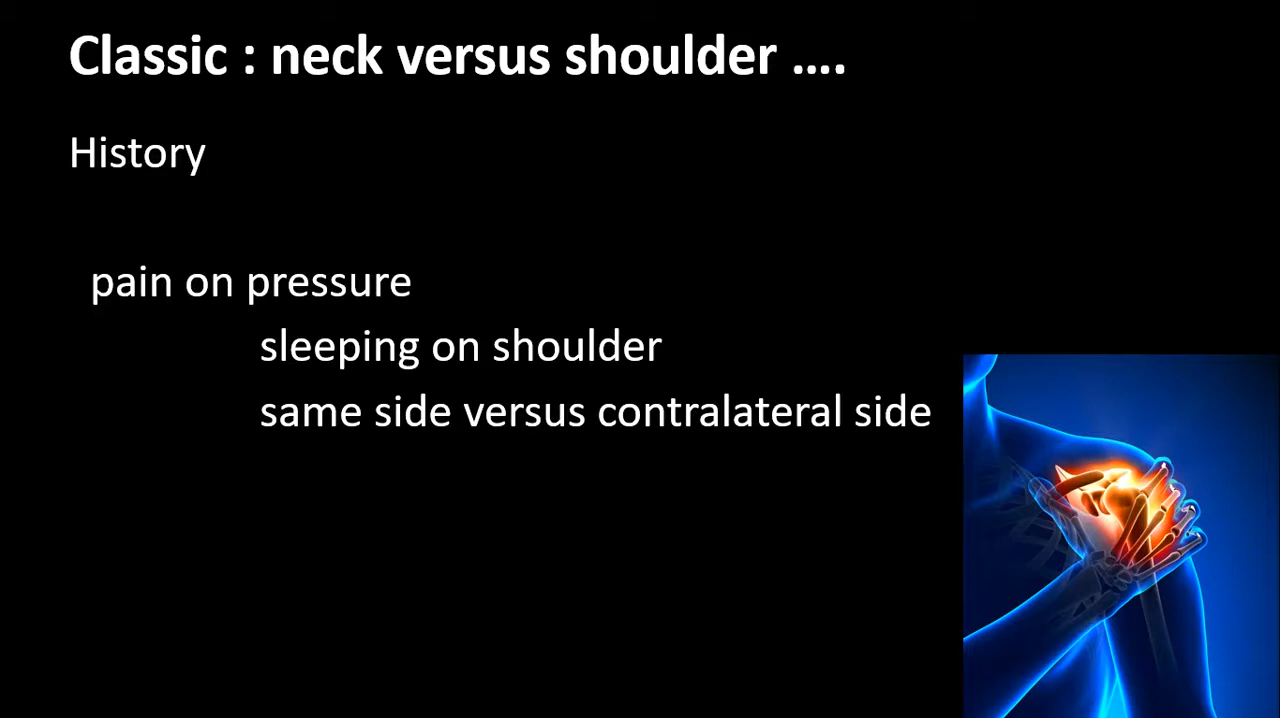 Classic : neck versus shoulder ….
History
pain on pressure
sleeping on shoulder
same side versus contralateral side